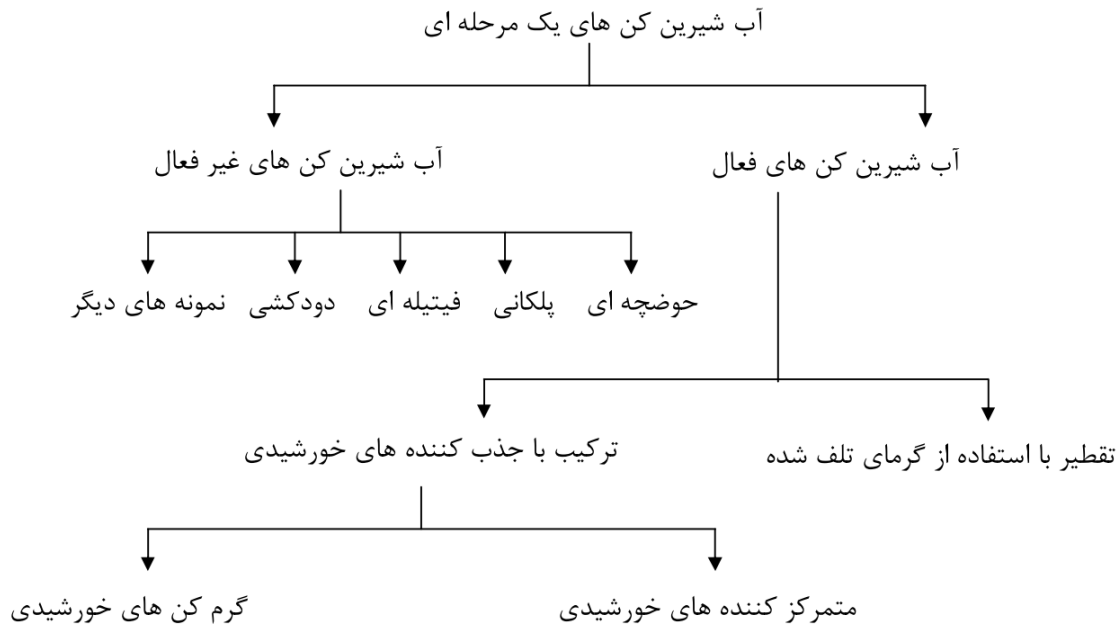 آب شیرین کن های یک مرحله ای
آب شیرین کن های فعال
آب شیرین کن های غیر فعال
حوضچه ای
پلکانی
فیتیله ای
دودکشی
نمونه های دیگر
تقطیر با استفاده از گرمای تلف شده
ترکیب با جذب کننده های خورشیدی
متمرکز کننده های خورشیدی
گرم کن های خورشیدی